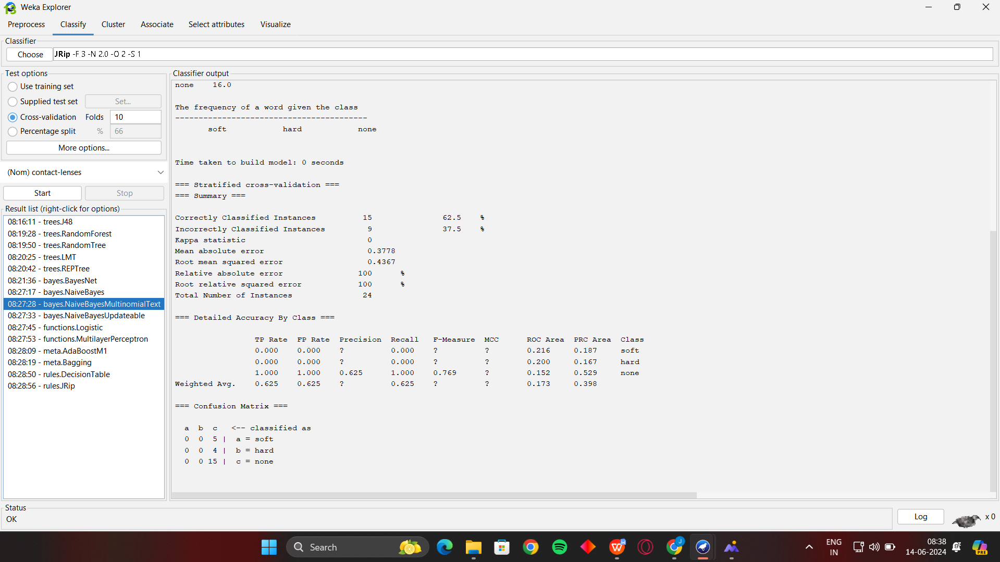 Weka Explorer
Preprocess Classify Cluster Associate Select attributes Visualize
Classifier
Choose JRip -F 3 -N 2.0 -O 2 -S 1
Test options
Use training set
Supplied test set Set...
Cross-validation Folds 10
Percentage split % 66
More options...
(Nom) contact-lenses
Start Stop
Result list (right-click for options)
08:16:11 - trees.J48
08:19:28 - trees.RandomForest
08:19:50 - trees.RandomTree
08:20:25 - trees.LMT
08:20:42 - trees.REPTree
08:21:36 - bayes.BayesNet
08:27:17 - bayes.NaiveBayes
08:27:28 - bayes.NaiveBayesMultinomialText
08:27:33 - bayes.NaiveBayesUpdateable
08:27:45 - functions.Logistic
08:27:53 - functions.MultilayerPerceptron
08:28:09 - meta.AdaBoostM1
08:28:19 - meta.Bagging
08:28:50 - rules.DecisionTable
08:28:56 - rules.JRip
Classifier output
none 16.0
The frequency of a word given the class
-----------------------------------------
soft hard none
Time taken to build model: 0 seconds
=== Stratified cross-validation ===
=== Summary ===
Correctly Classified Instances 15 62.5 %
Incorrectly Classified Instances 9 37.5 %
Kappa statistic 0
Mean absolute error 0.3778
Root mean squared error 0.4367
Relative absolute error 100 %
Root relative squared error 100 %
Total Number of Instances 24
=== Detailed Accuracy By Class ===
TP Rate FP Rate Precision Recall F-Measure MCC ROC Area PRC Area Class
0.000 0.000 ? 0.000 ? ? 0.216 0.187 soft
0.000 0.000 ? 0.000 ? ? 0.200 0.167 hard
1.000 1.000 0.625 1.000 0.769 ? 0.152 0.529 none
Weighted Avg. 0.625 0.625 ? 0.625 ? ? 0.173 0.398
=== Confusion Matrix ===
a b c <-- classified as
0 0 5 | a = soft
0 0 4 | b = hard
0 0 15 | c = none
Status
OK
Log x 0
Search
ENG
IN
08:38
14-06-2024
PRE